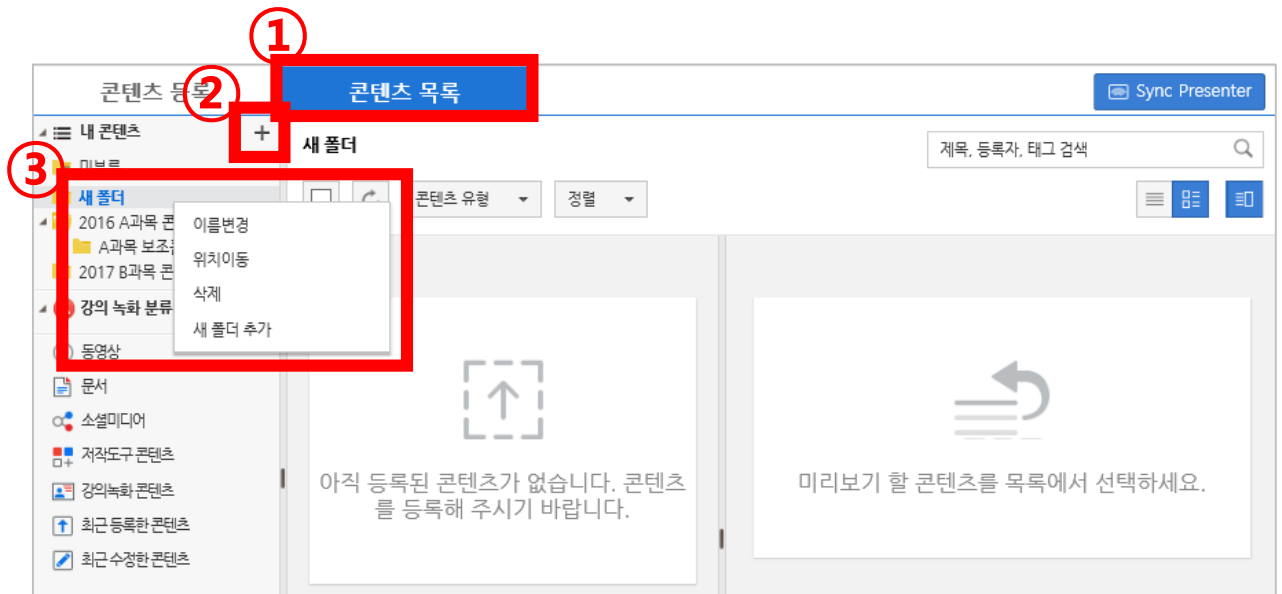 ①
콘텐츠 등록
②
콘텐츠 목록
Sync Presenter
내 콘텐츠
+
새 폴더
제목, 등록자, 태그 검색
③
미분류
새 폴더
콘텐츠 유형
정렬
2016 A과목 콘
이름변경
A과목 보조
위치이동
2017 B과목 콘
삭제
강의 녹화 분류
새 폴더 추가
동영상
문서
소셜미디어
저작도구 콘텐츠
강의녹화 콘텐츠
최근 등록한 콘텐츠
최근 수정한 콘텐츠
아직 등록된 콘텐츠가 없습니다. 콘텐츠
를 등록해 주시기 바랍니다.
미리보기 할 콘텐츠를 목록에서 선택하세요.